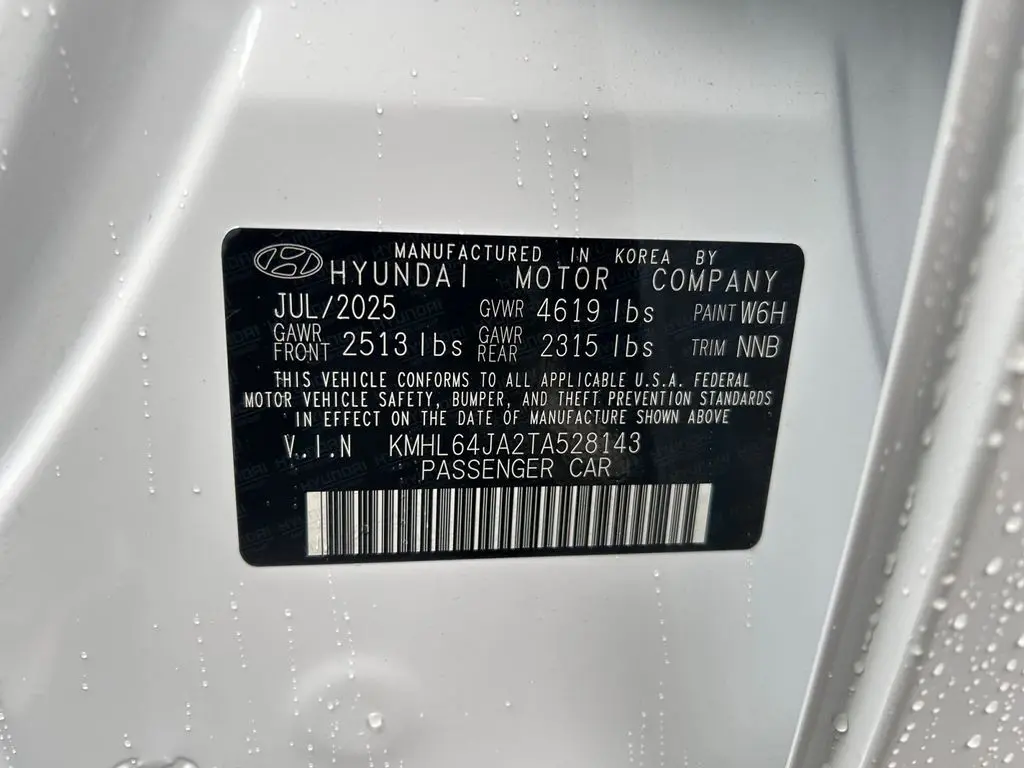 MANUFACTURED IN KOREA BY
HYUNDAI MOTOR COMPANY
JUL/2025 GVWR 4619 lbs PAINT W6H
GAWR FRONT 2513 lbs GAWR REAR 2315 lbs TRIM NNB
THIS VEHICLE CONFORMS TO ALL APPLICABLE U.S.A. FEDERAL
MOTOR VEHICLE SAFETY, BUMPER, AND THEFT PREVENTION STANDARDS
IN EFFECT ON THE DATE OF MANUFACTURE SHOWN ABOVE
V.I.N KMHL64JA2TA528143
PASSENGER CAR